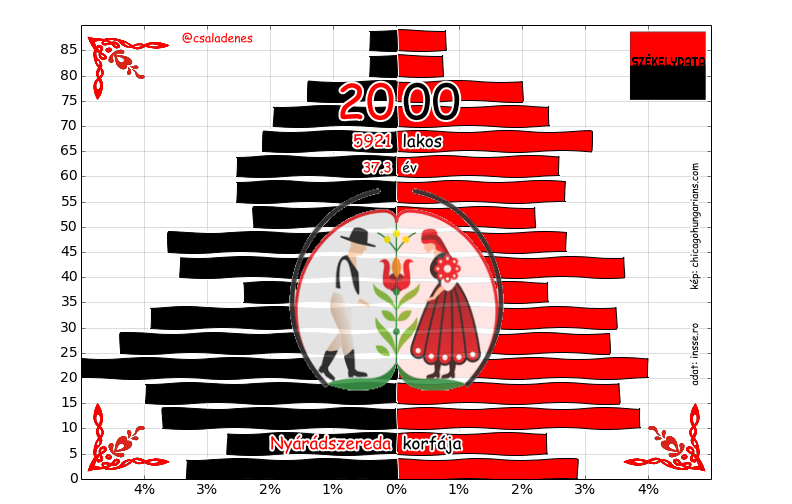 @csaladenes
SZÉKELYDATA
2000
5921 lakos
37.3 év
kép: chicagohungarians.com
adat: insse.ro
Nyárádszereda korfája
85
80
75
70
65
60
55
50
45
40
35
30
25
20
15
10
5
0
4% 3% 2% 1% 0% 1% 2% 3% 4%